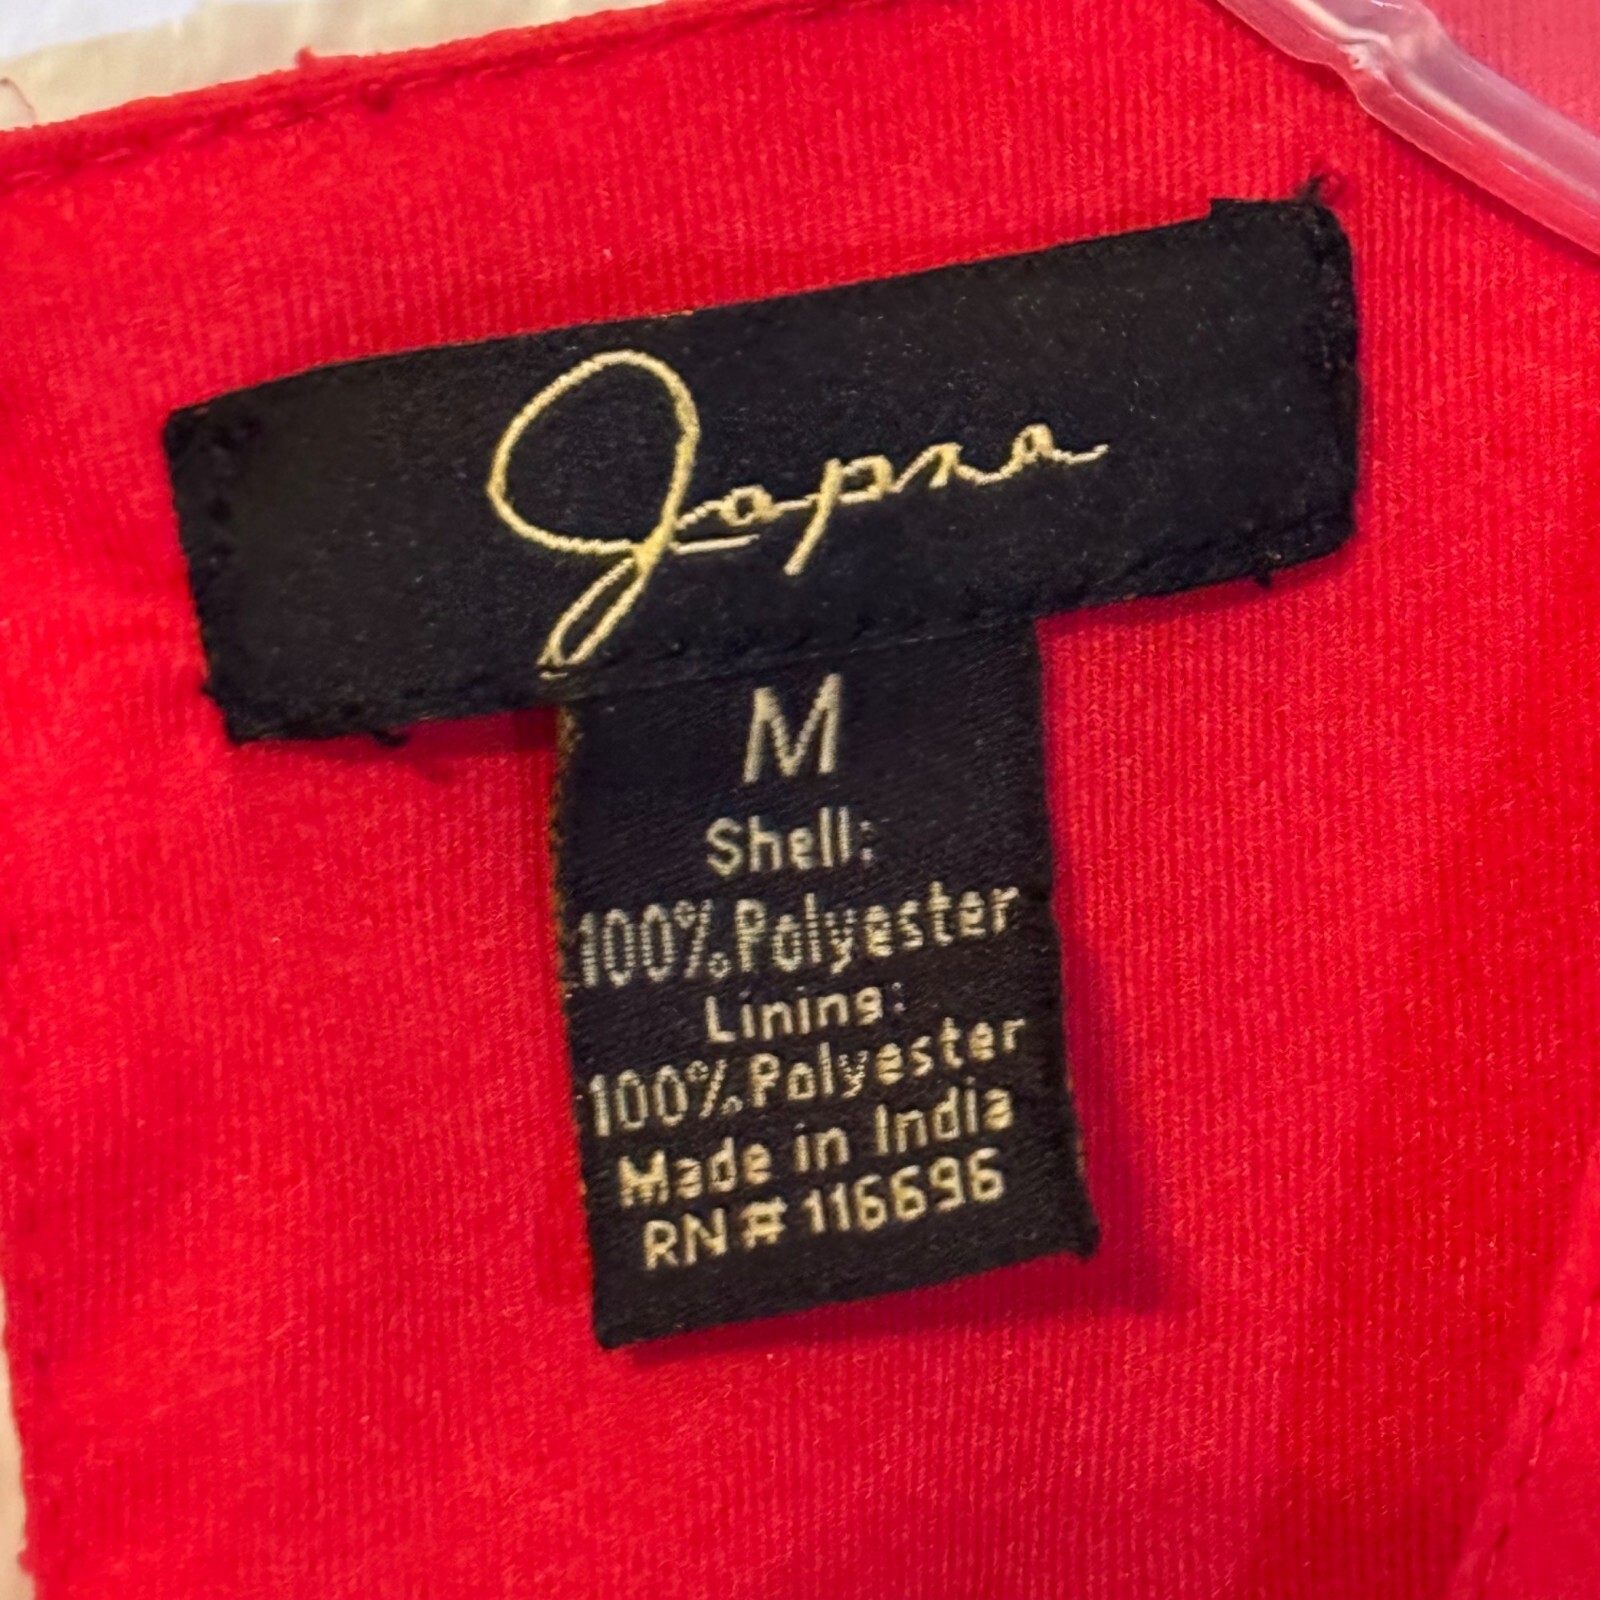 Japna
M
Shell:
100% Polyester
Lining:
100% Polyester
Made in India
RN# 116696